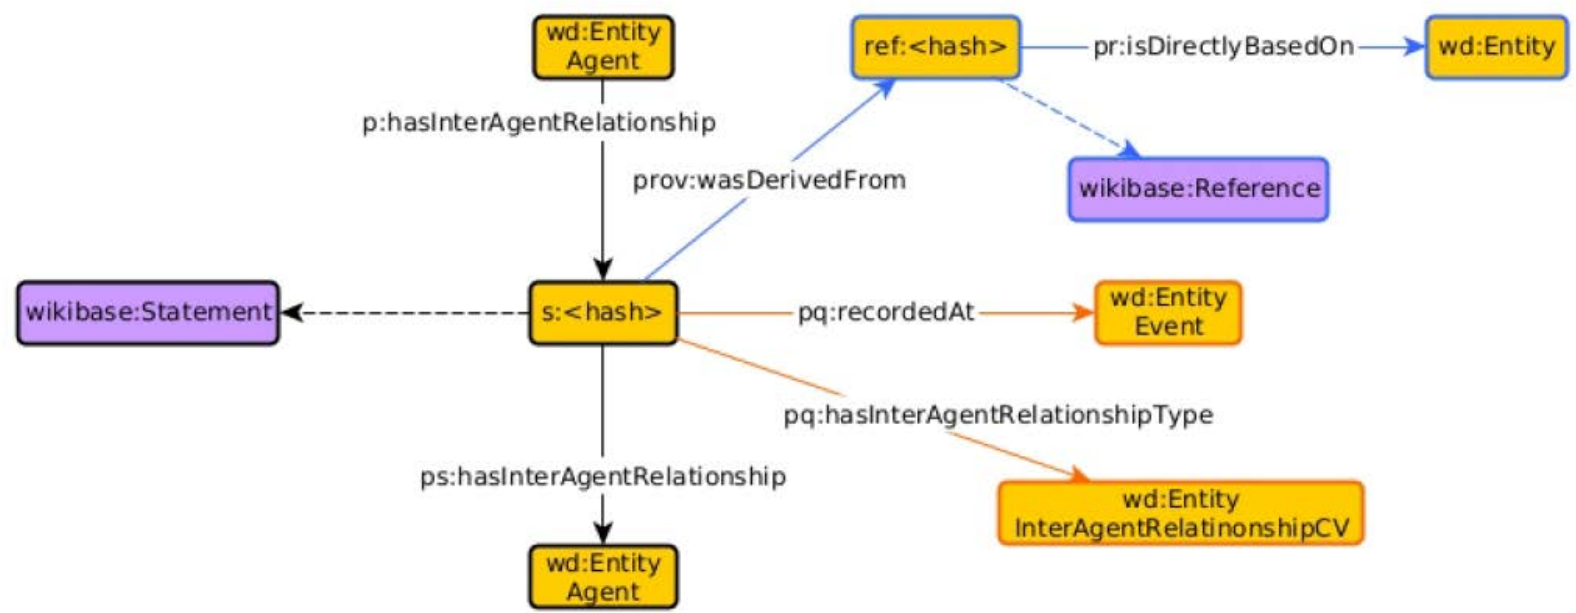 wd:Entity
Agent
ref:<hash>
pr:isDirectlyBasedOn
wd:Entity
p:hasInterAgentRelationship
prov:wasDerivedFrom
wikibase:Reference
wikibase:Statement
s:<hash>
pq:recordedAt
wd:Entity
Event
pq:hasInterAgentRelationshipType
ps:hasInterAgentRelationship
wd:Entity
InterAgentRelatinonshipCV
wd:Entity
Agent